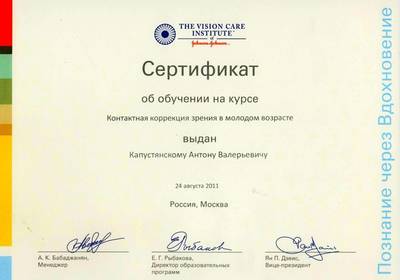 THE VISION CARE
INSTITUTE™
of
Johnson & Johnson
Сертификат
об обучении на курсе
Контактная коррекция зрения в молодом возрасте
выдан
Капустянскому Антону Валерьевичу
24 августа 2011
Россия, Москва
А. К. Бабаджанян,
Менеджер
Е. Г. Рыбакова,
Директор образовательных
программ
Ян П. Дэвис,
Вице-президент
Познание через Вдохновение